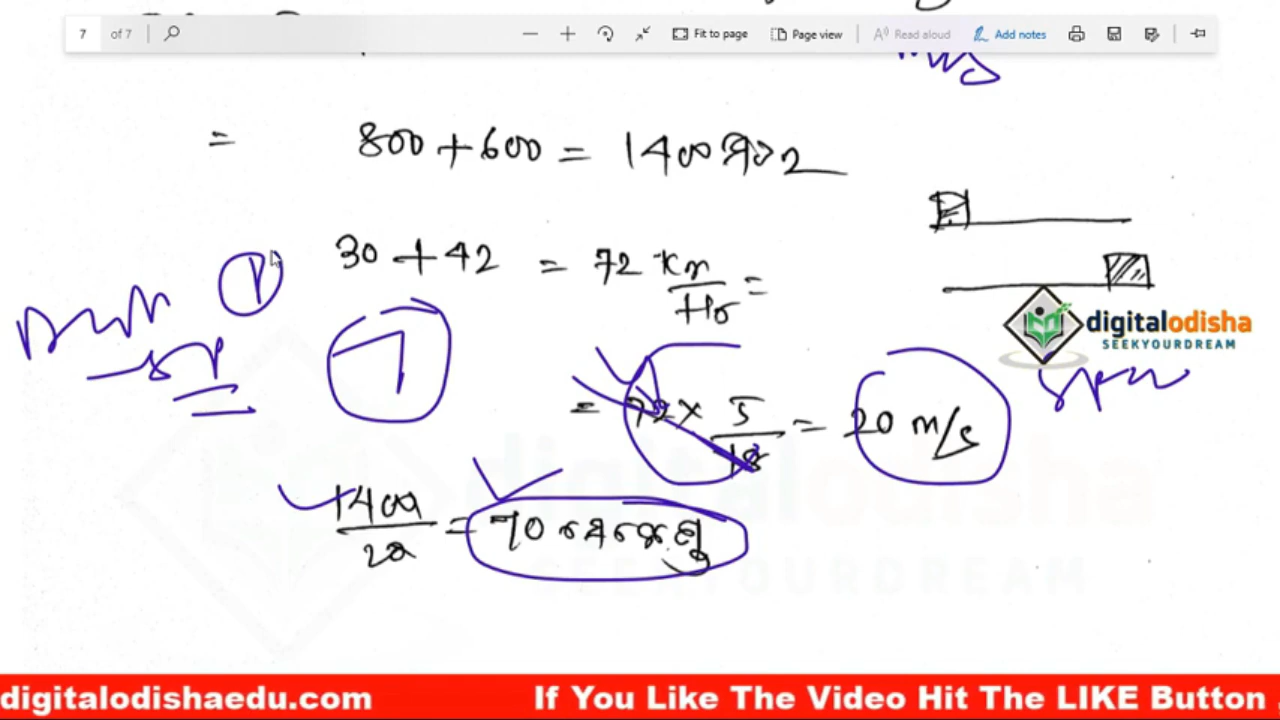 7 of 7 Fit to page Page view Read aloud Add notes
= 800 + 600 = 1400 ମିଟର
30 + 42 = 72 Km/Hr =
= 72 × 5/18 = 20 m/s
1400/20 = 70 ସେକେଣ୍ଡ
digitalodisha
SEEKYOURDREAM
digitalodisha
SEEKYOURDREAM
digitalodishaedu.com! If You Like The Video Hit The LIKE Button